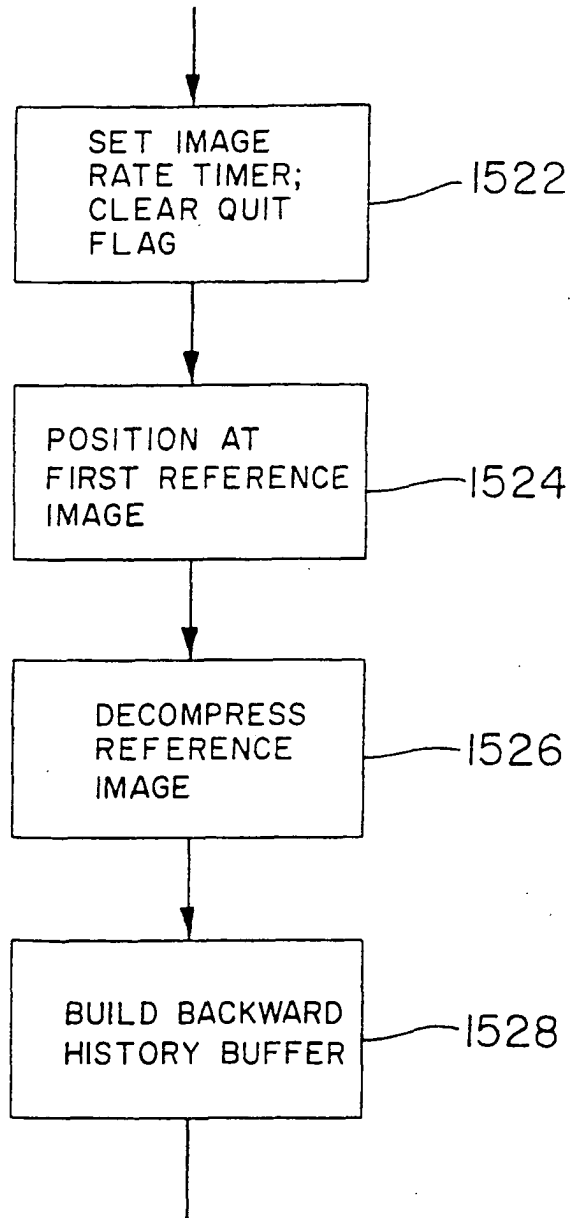 SET IMAGE
RATE TIMER;
CLEAR QUIT
FLAG
1522
POSITION AT
FIRST REFERENCE
IMAGE
1524
DECOMPRESS
REFERENCE
IMAGE
1526
BUILD BACKWARD
HISTORY BUFFER
1528